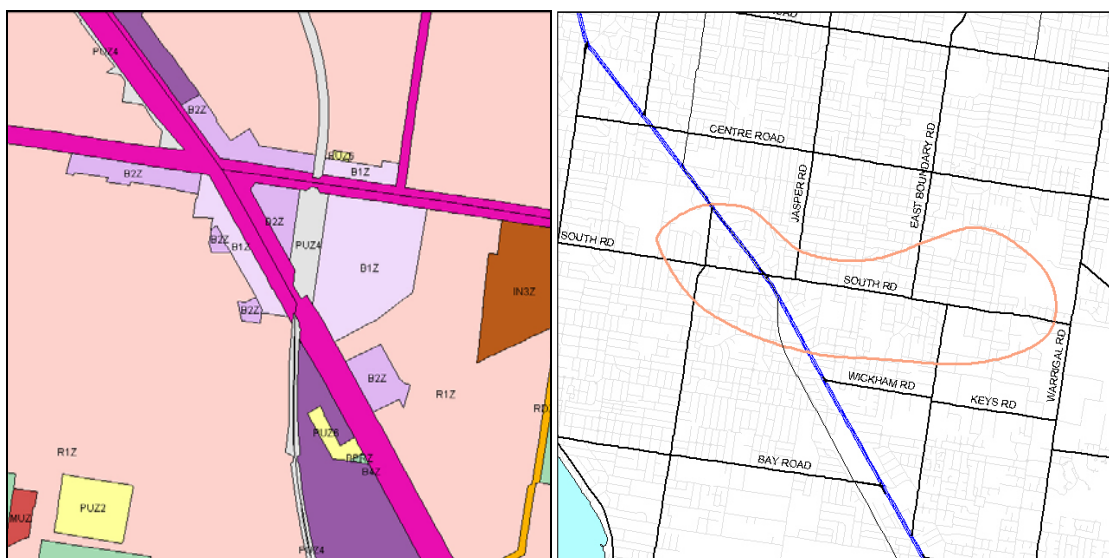 PUZ4
B2Z
PUZ6
B1Z
B2Z
B2Z
PUZ4
B2Z
B1Z
B1Z
IN3Z
B2Z
B2Z
R1Z
PUZ6
PPRZ
B4Z
R1Z
PUZ2
MUZ
PUZ4
CENTRE ROAD
JASPER RD
EAST BOUNDARY RD
SOUTH RD
SOUTH RD
WARRIGAL RD
WICKHAM RD
KEYS RD
BAY ROAD